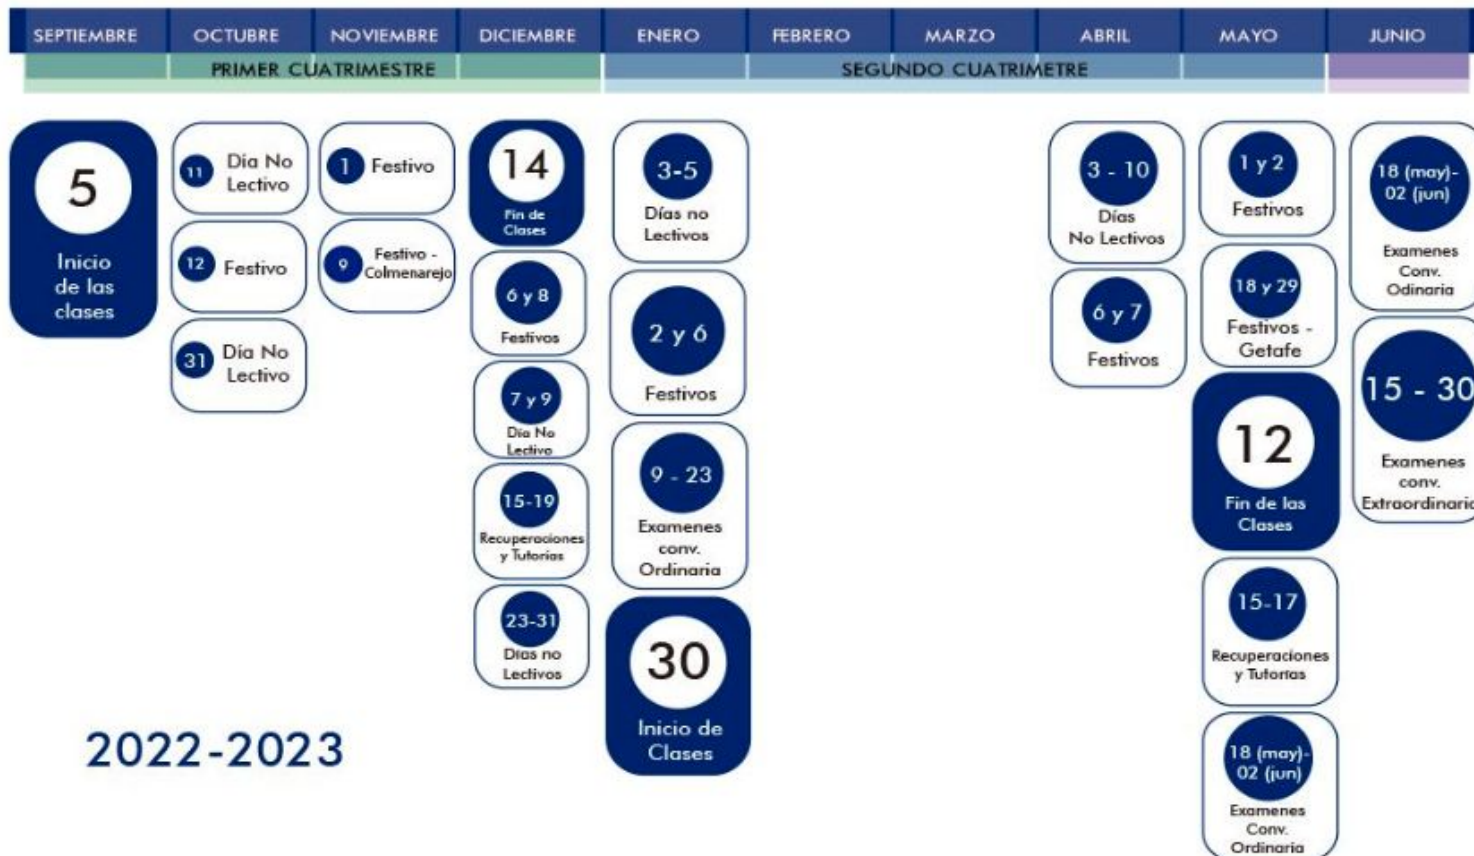 SEPTIEMBRE
OCTUBRE
NOVIEMBRE
DICIEMBRE
ENERO
FEBRERO
MARZO
ABRIL
MAYO
JUNIO
PRIMER CUATRIMESTRE
SEGUNDO CUATRIMETRE
5
Inicio
de las
clases
11
Dia No
Lectivo
12
Festivo
31
Día No
Lectivo
1
Festivo
9
Festivo -
Colmenarejo
14
Fin de
Clases
6 y 8
Festivos
7 y 9
Día No
Lectivo
15-19
Recuperaciones
y Tutorías
23-31
Días no
Lectivos
3-5
Días no
Lectivos
2 y 6
Festivos
9 - 23
Examenes
conv.
Ordinaria
30
Inicio de
Clases
3 - 10
Días
No Lectivos
6 y 7
Festivos
1 y 2
Festivos
18 y 29
Festivos -
Getafe
12
Fin de las
Clases
15-17
Recuperaciones
y Tutorías
18 (may)-
02 (jun)
Examenes
Conv.
Ordinaria
18 (may)-
02 (jun)
Examenes
Conv.
Odinaria
15 - 30
Examenes
conv.
Extraordinaria
2022-2023